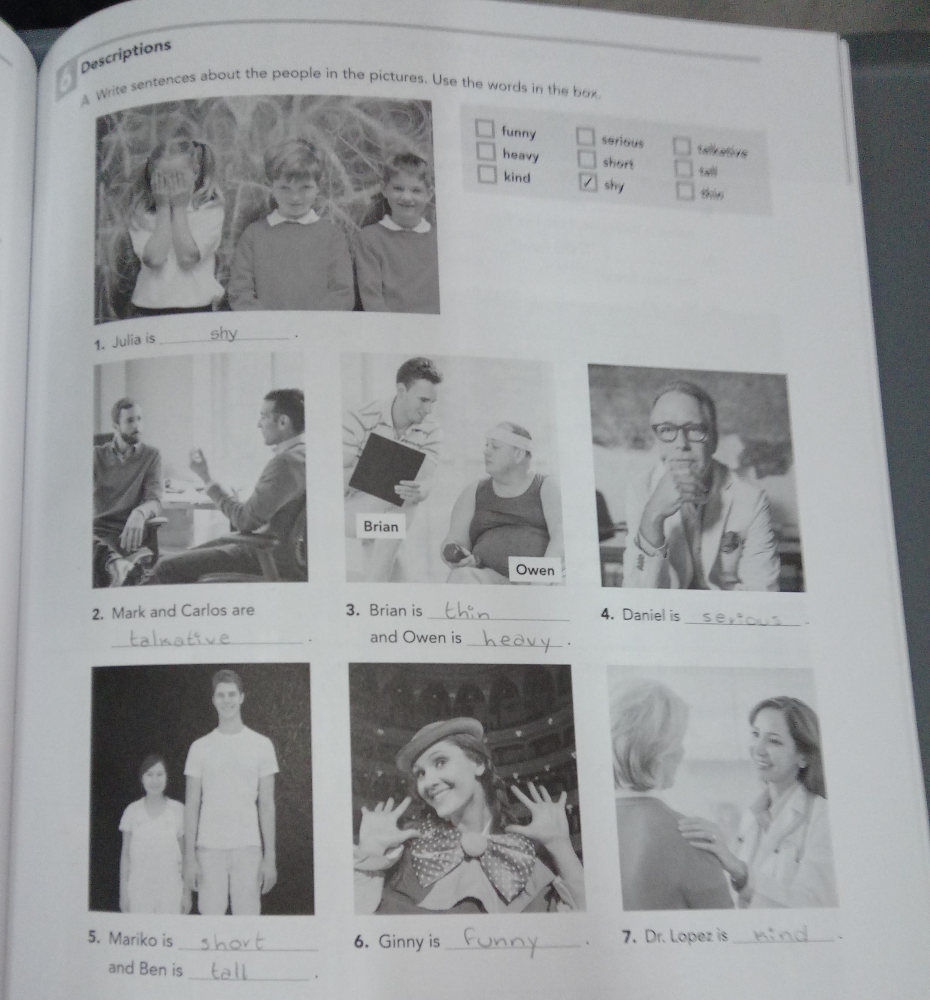 6 Descriptions
A Write sentences about the people in the pictures. Use the words in the box.
funny serious talkative
heavy short tall
kind ✓ shy thin
1. Julia is shy.
Brian
Owen
2. Mark and Carlos are
talkative.
3. Brian is thin
and Owen is heavy.
4. Daniel is serious.
5. Mariko is short
and Ben is tall.
6. Ginny is funny.
7. Dr. Lopez is kind.